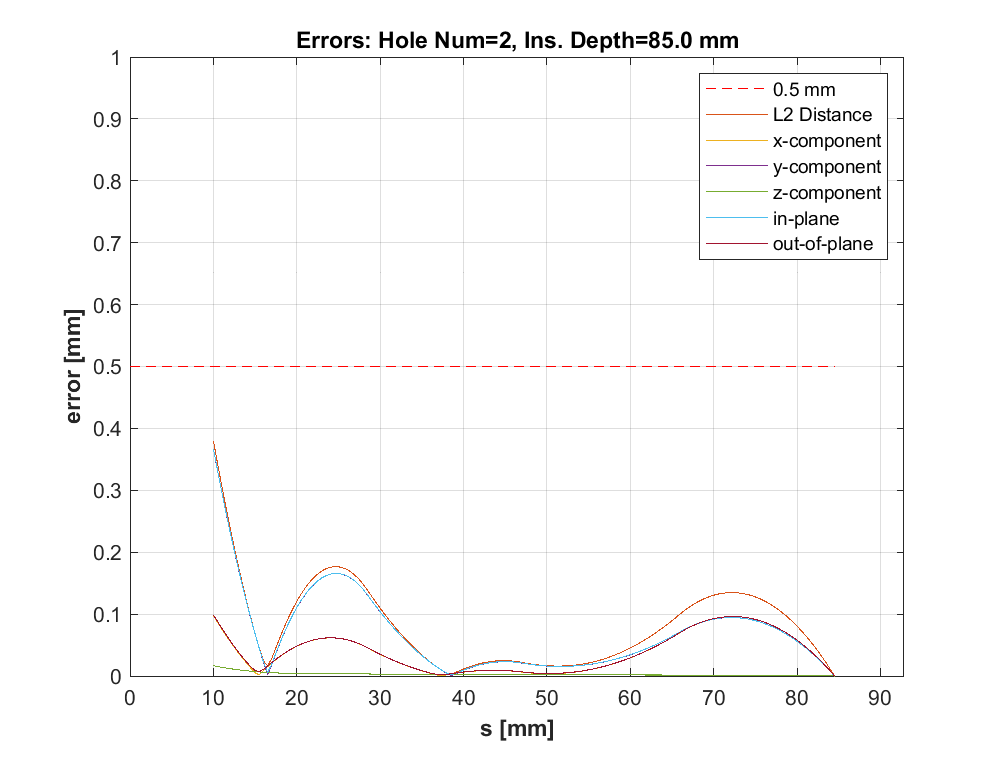 Errors: Hole Num=2, Ins. Depth=85.0 mm
1
0.9
0.8
0.7
0.6
0.5
0.4
0.3
0.2
0.1
0
error [mm]
0.5 mm
L2 Distance
x-component
y-component
z-component
in-plane
out-of-plane
0 10 20 30 40 50 60 70 80 90
s [mm]